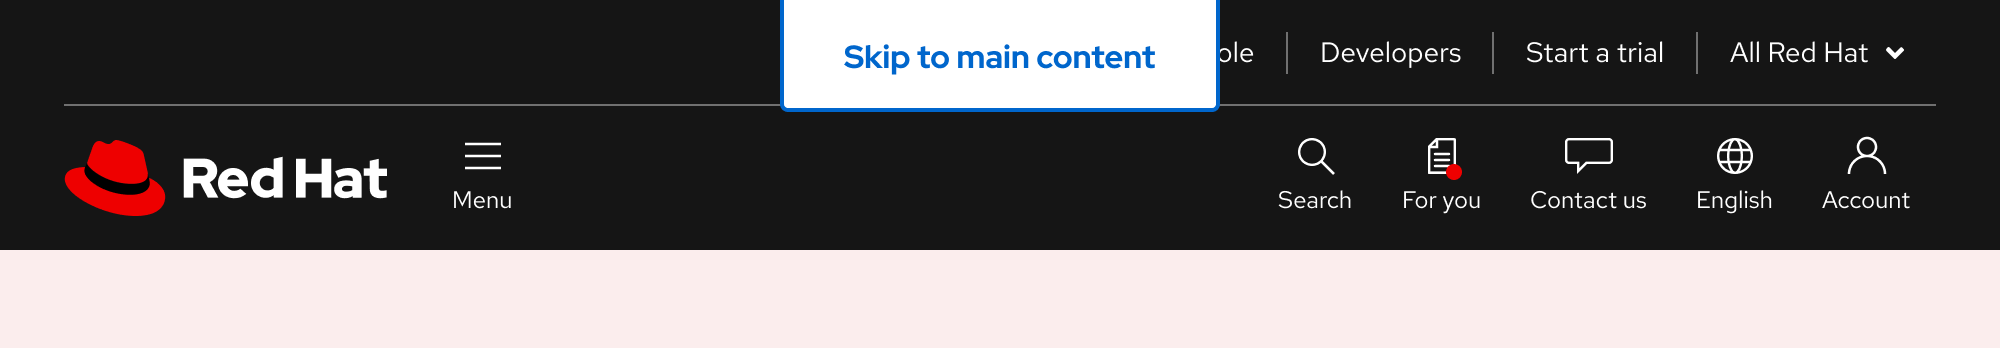 Skip to main content
Developers
Start a trial
All Red Hat
Red Hat
Menu
Search
For you
Contact us
English
Account